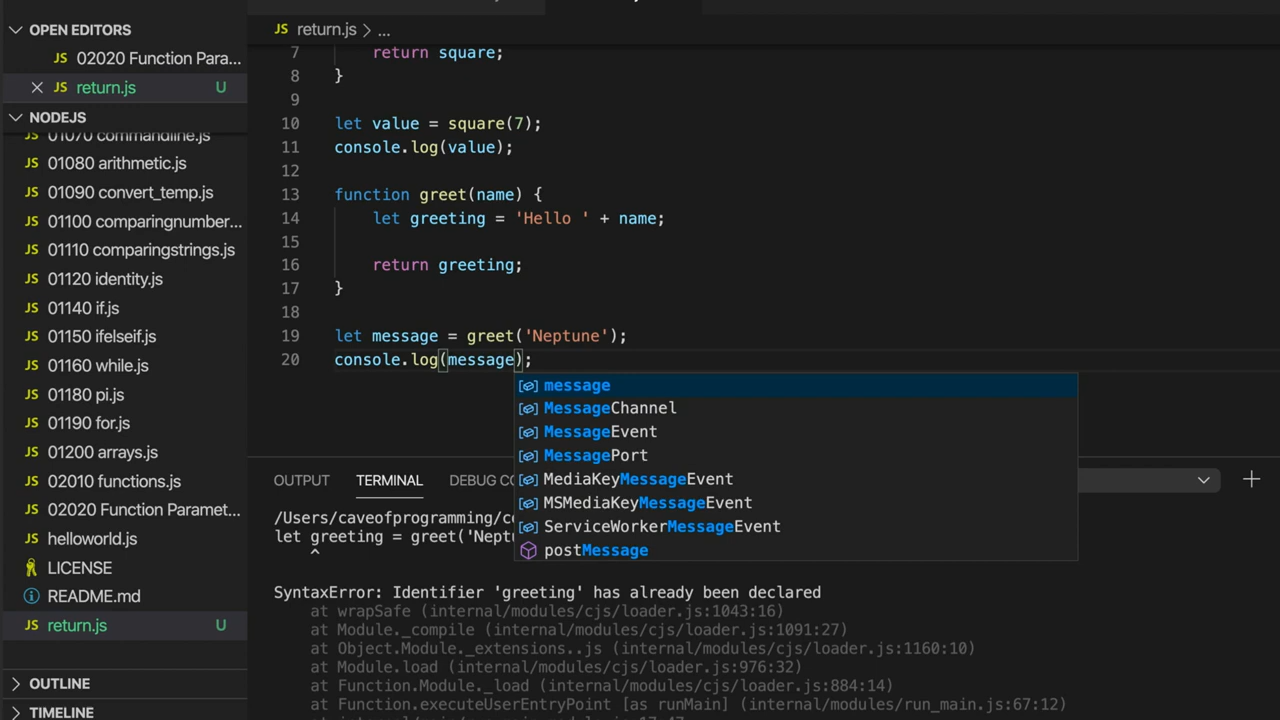 OPEN EDITORS
JS 02020 Function Para...
JS return.js U
NODEJS
JS 01070 commandline.js
JS 01080 arithmetic.js
JS 01090 convert_temp.js
JS 01100 comparingnumber...
JS 01110 comparingstrings.js
JS 01120 identity.js
JS 01140 if.js
JS 01150 ifelseif.js
JS 01160 while.js
JS 01180 pi.js
JS 01190 for.js
JS 01200 arrays.js
JS 02010 functions.js
JS 02020 Function Paramet...
JS helloworld.js
LICENSE
README.md
JS return.js U
OUTLINE
TIMELINE
JS return.js > ...
7 return square;
8 }
9
10 let value = square(7);
11 console.log(value);
12
13 function greet(name) {
14 let greeting = 'Hello ' + name;
15
16 return greeting;
17 }
18
19 let message = greet('Neptune');
20 console.log(message);
message
MessageChannel
MessageEvent
MessagePort
MediaKeyMessageEvent
MSMediaKeyMessageEvent
ServiceWorkerMessageEvent
postMessage
OUTPUT TERMINAL DEBUG CO
/Users/caveofprogramming/co
let greeting = greet('Neptu
^
SyntaxError: Identifier 'greeting' has already been declared
at wrapSafe (internal/modules/cjs/loader.js:1043:16)
at Module._compile (internal/modules/cjs/loader.js:1091:27)
at Object.Module._extensions..js (internal/modules/cjs/loader.js:1160:10)
at Module.load (internal/modules/cjs/loader.js:976:32)
at Function.Module._load (internal/modules/cjs/loader.js:884:14)
at Function.executeUserEntryPoint [as runMain] (internal/modules/run_main.js:67:12)